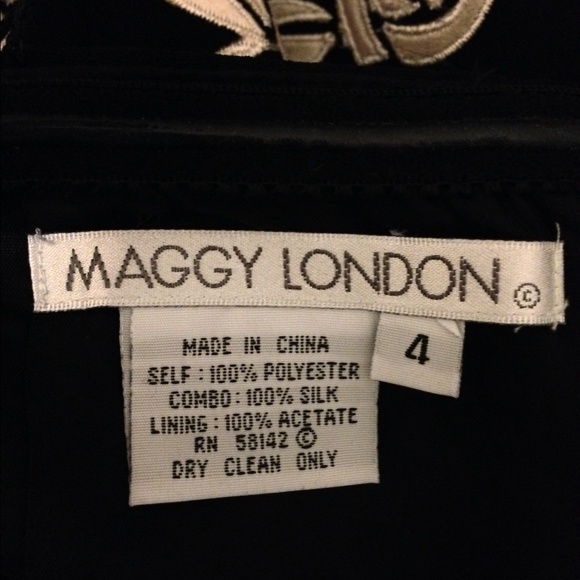 MAGGY LONDON ©
4
MADE IN CHINA
SELF : 100% POLYESTER
COMBO : 100% SILK
LINING : 100% ACETATE
RN 58142 ©
DRY CLEAN ONLY